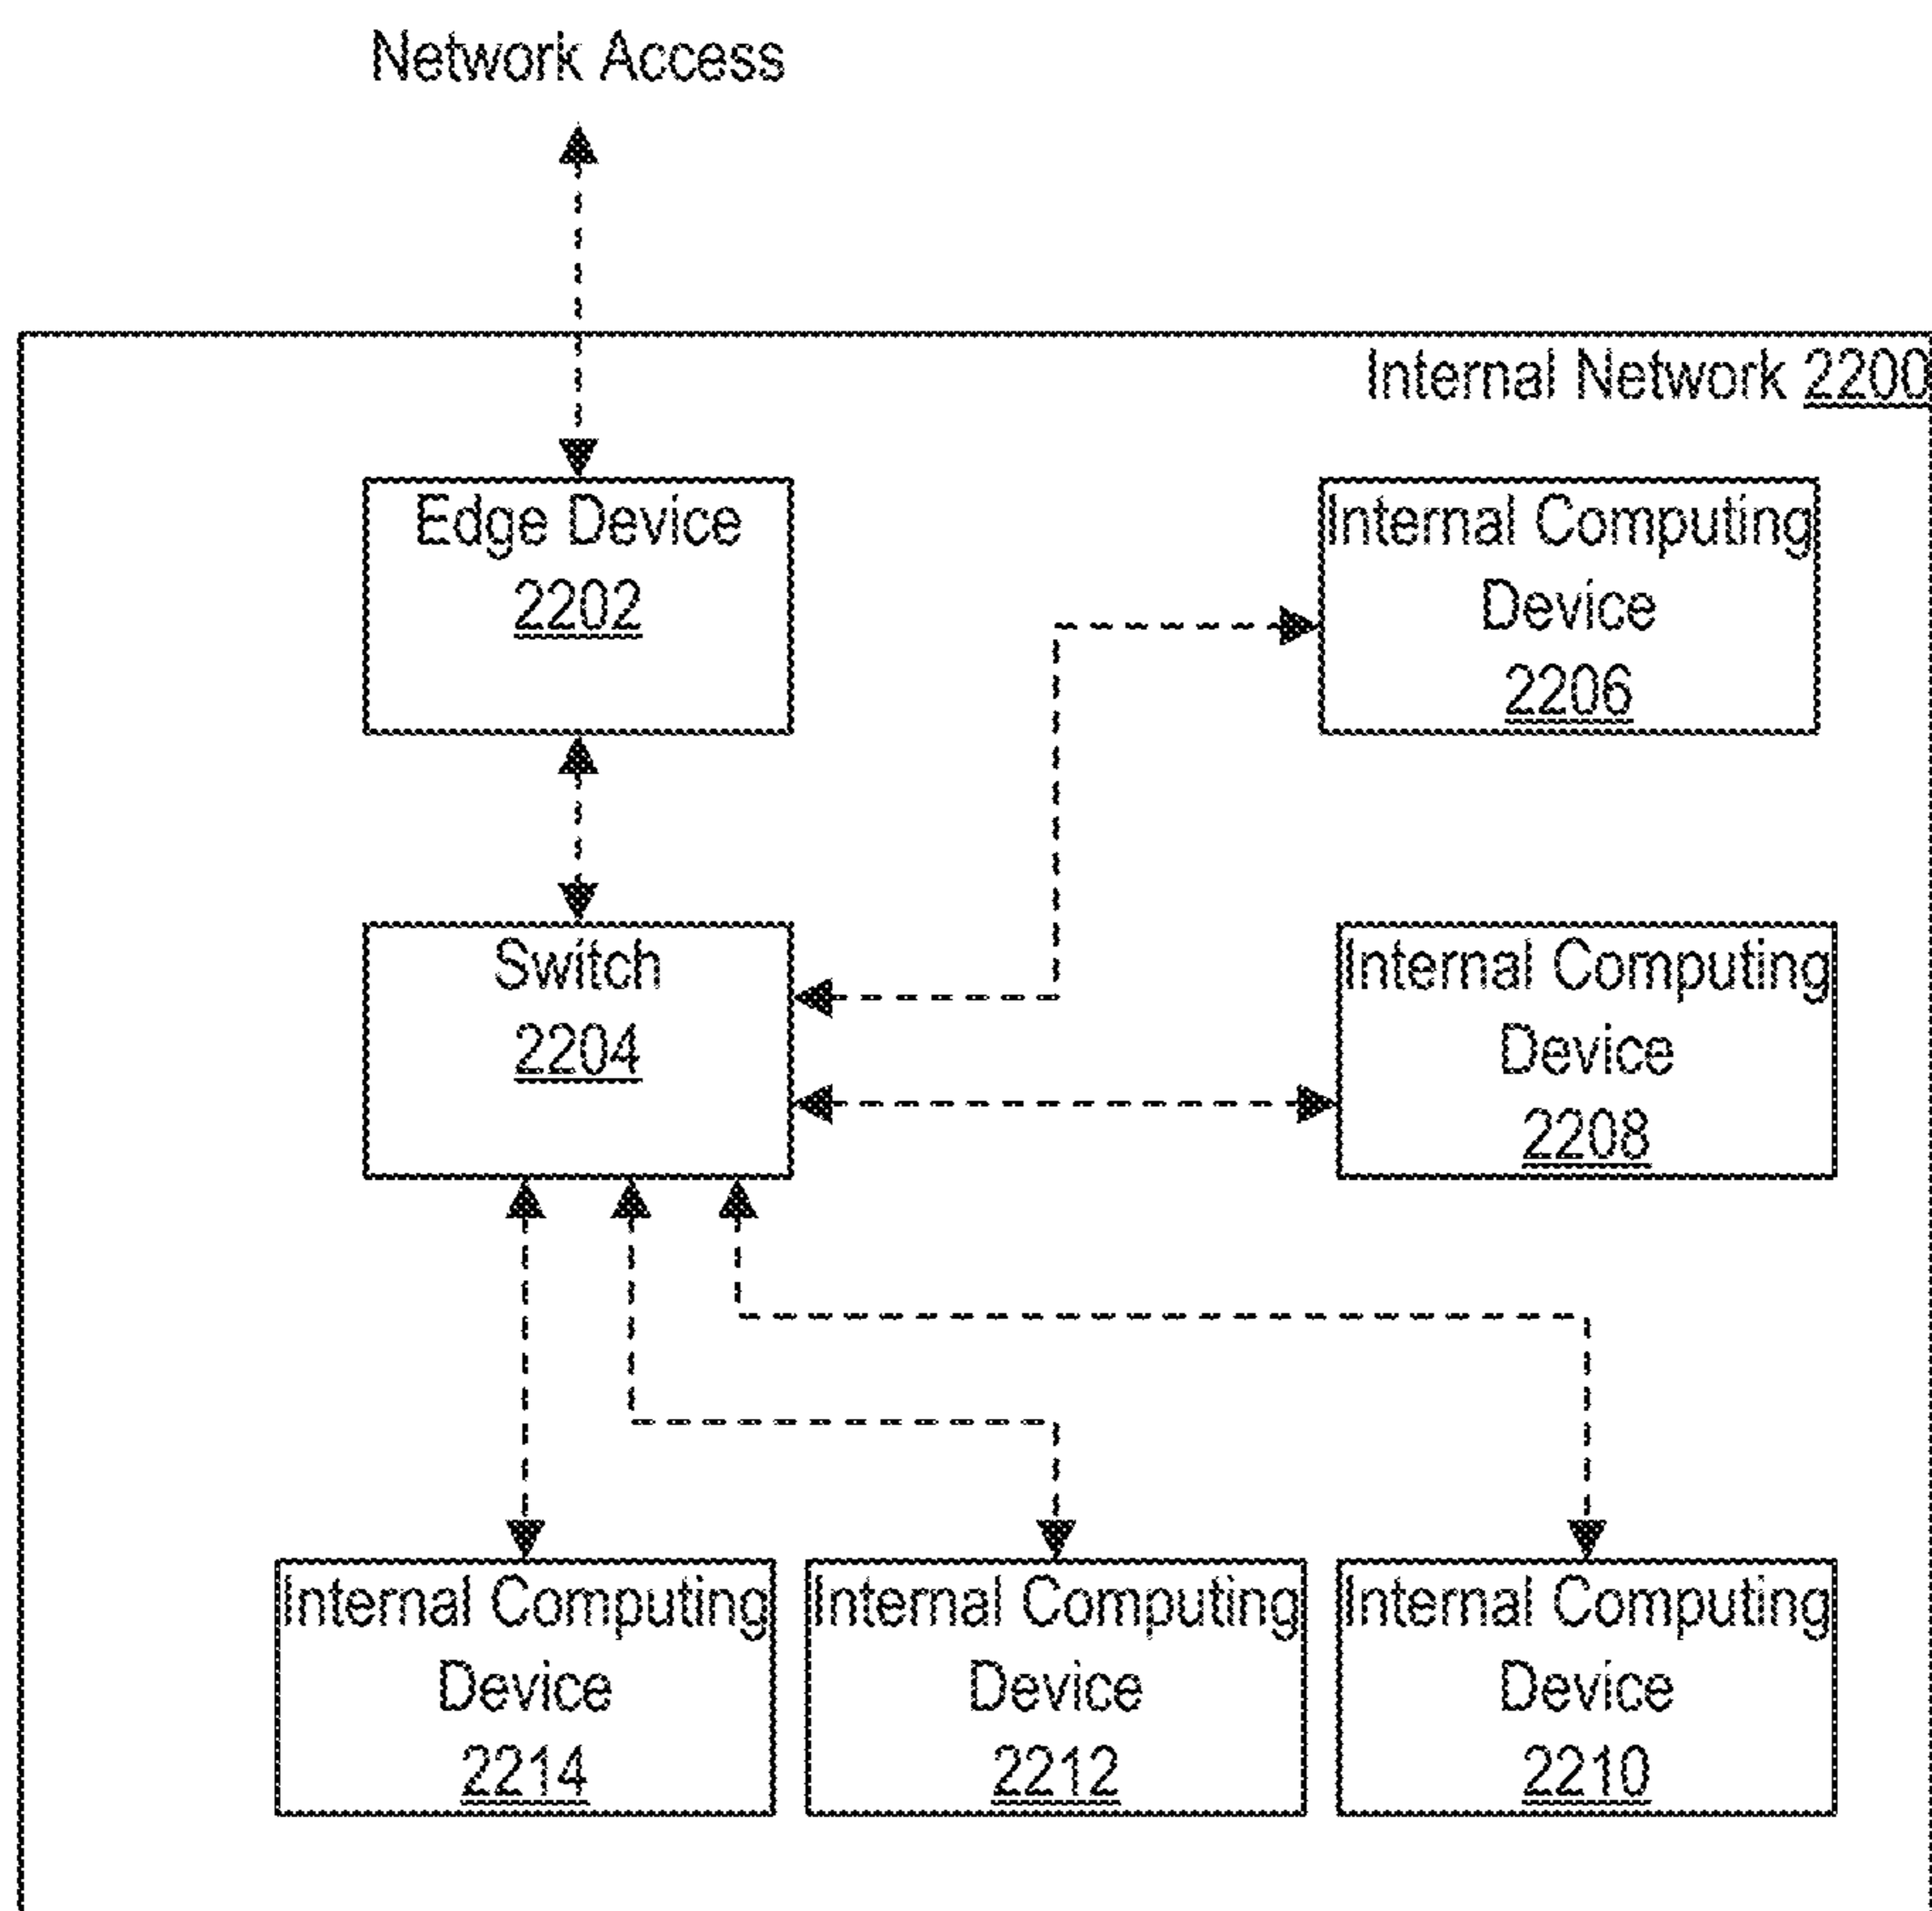 Network Access
Internal Network 2200
Edge Device
2202
Internal Computing
Device
2206
Switch
2204
Internal Computing
Device
2208
Internal Computing
Device
2214
Internal Computing
Device
2212
Internal Computing
Device
2210